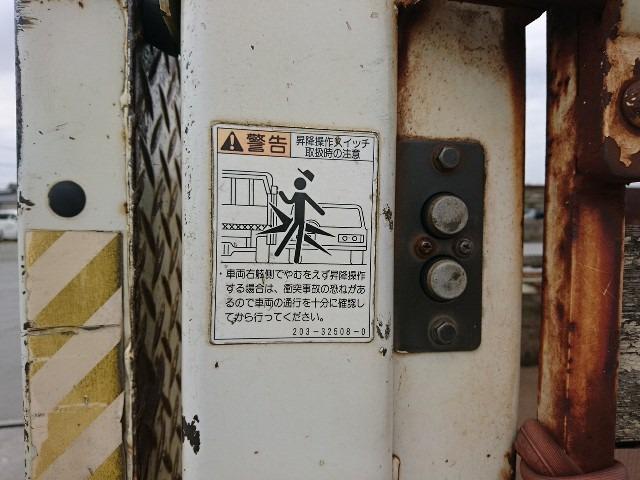 警告
昇降操作スイッチ
取扱時の注意
車両右路側でやむをえず昇降操作
する場合は、衝突事故の恐れがあ
るので車両の通行を十分に確認し
てから行ってください。
203-32508-0